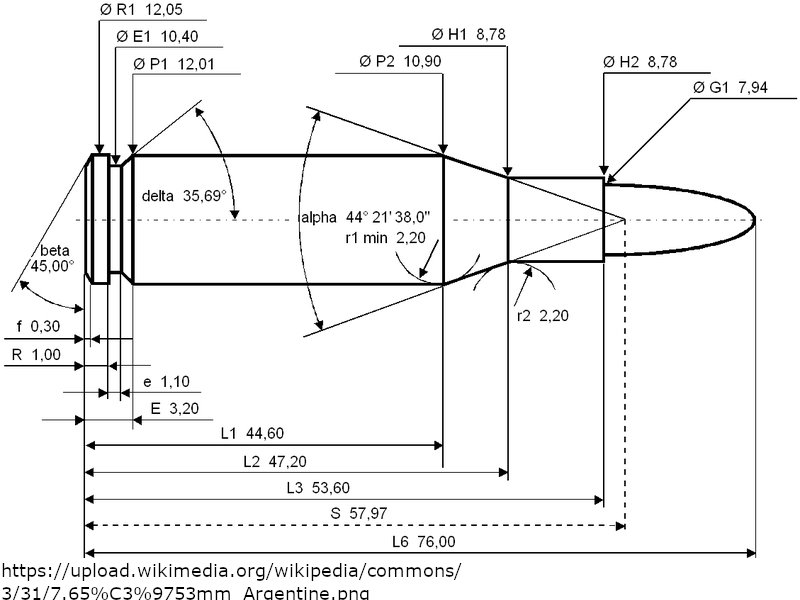 Ø R1 12,05
Ø E1 10,40
Ø P1 12,01
Ø P2 10,90
Ø H1 8,78
Ø H2 8,78
Ø G1 7,94
delta 35,69°
alpha 44° 21' 38,0"
r1 min 2,20
beta
45,00°
r2 2,20
f 0,30
R 1,00
e 1,10
E 3,20
L1 44,60
L2 47,20
L3 53,60
S 57,97
L6 76,00
https://upload.wikimedia.org/wikipedia/commons/
3/31/7.65%C3%9753mm_Argentine.png